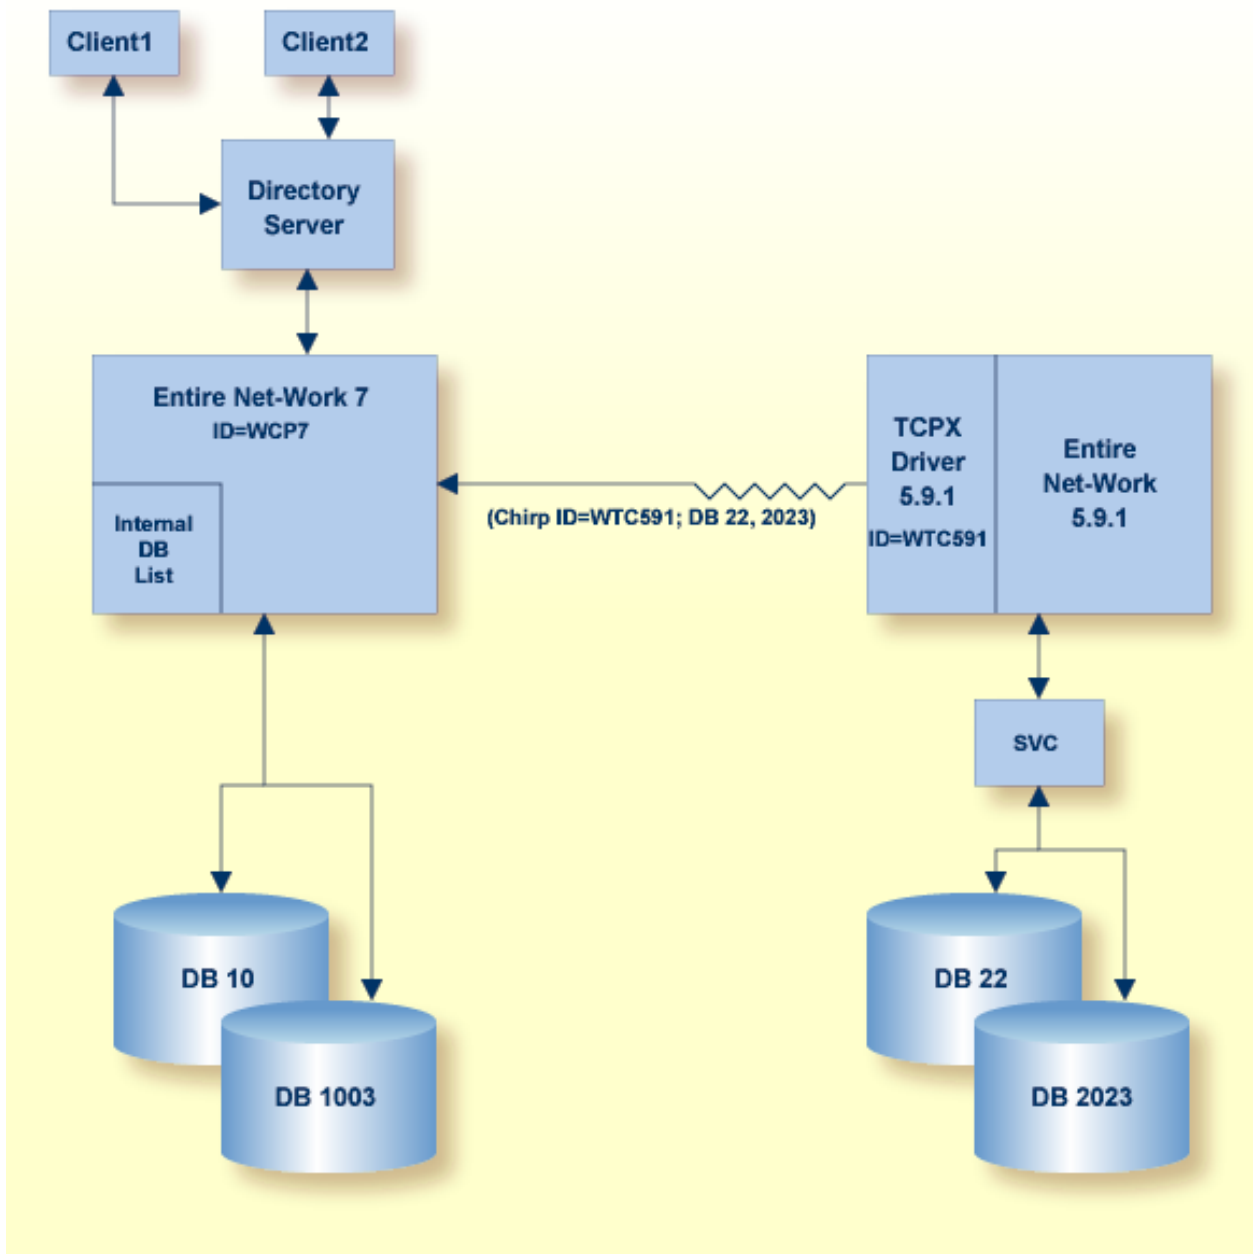 Client1
Client2
Directory
Server
Entire Net-Work 7
ID=WCP7
Internal
DB
List
(Chirp ID=WTC591; DB 22, 2023)
TCPX
Driver
5.9.1
ID=WTC591
Entire
Net-Work
5.9.1
SVC
DB 10
DB 1003
DB 22
DB 2023